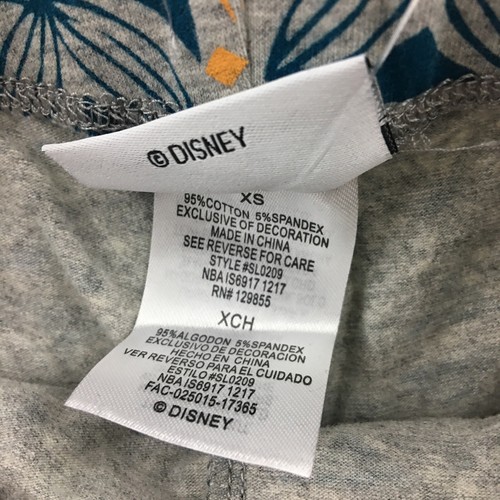 © DISNEY
XS
95%COTTON 5%SPANDEX
EXCLUSIVE OF DECORATION
MADE IN CHINA
SEE REVERSE FOR CARE
STYLE #SL0209
NBA IS6917 1217
RN# 129855
XCH
95%ALGODON 5%SPANDEX
EXCLUSIVO DE DECORACION
HECHO EN CHINA
VER REVERSO PARA EL CUIDADO
ESTILO #SL0209
NBA IS6917 1217
FAC-025015-17365
© DISNEY